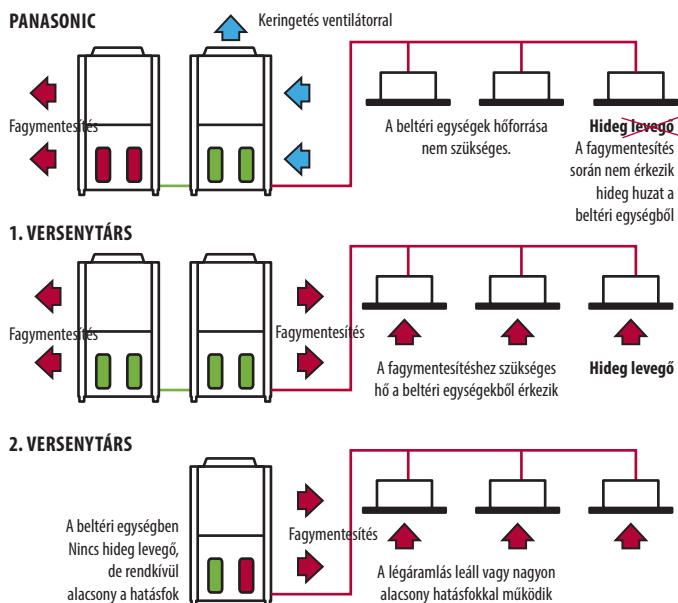 PANASONIC
Keringetés ventilátorral
Fagymentesítés
A beltéri egységek hőforrása
nem szükséges.
Hideg levegő
A fagymentesítés
során nem érkezik
hideg huzat a
beltéri egységből
1. VERSENYTÁRS
Fagymentesítés
Fagymentesítés
A fagymentesítéshez szükséges
hő a beltéri egységekből érkezik
Hideg levegő
2. VERSENYTÁRS
A beltéri egységben
Nincs hideg levegő,
de rendkívül
alacsony a hatásfok
Fagymentesítés
A légáramlás leáll vagy nagyon
alacsony hatásfokkal működik